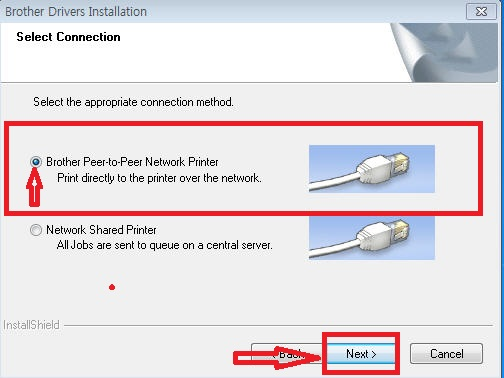 Brother Drivers Installation
Select Connection
Select the appropriate connection method.
Brother Peer-to-Peer Network Printer
Print directly to the printer over the network.
Network Shared Printer
All Jobs are sent to queue on a central server.
InstallShield
Next >
Cancel